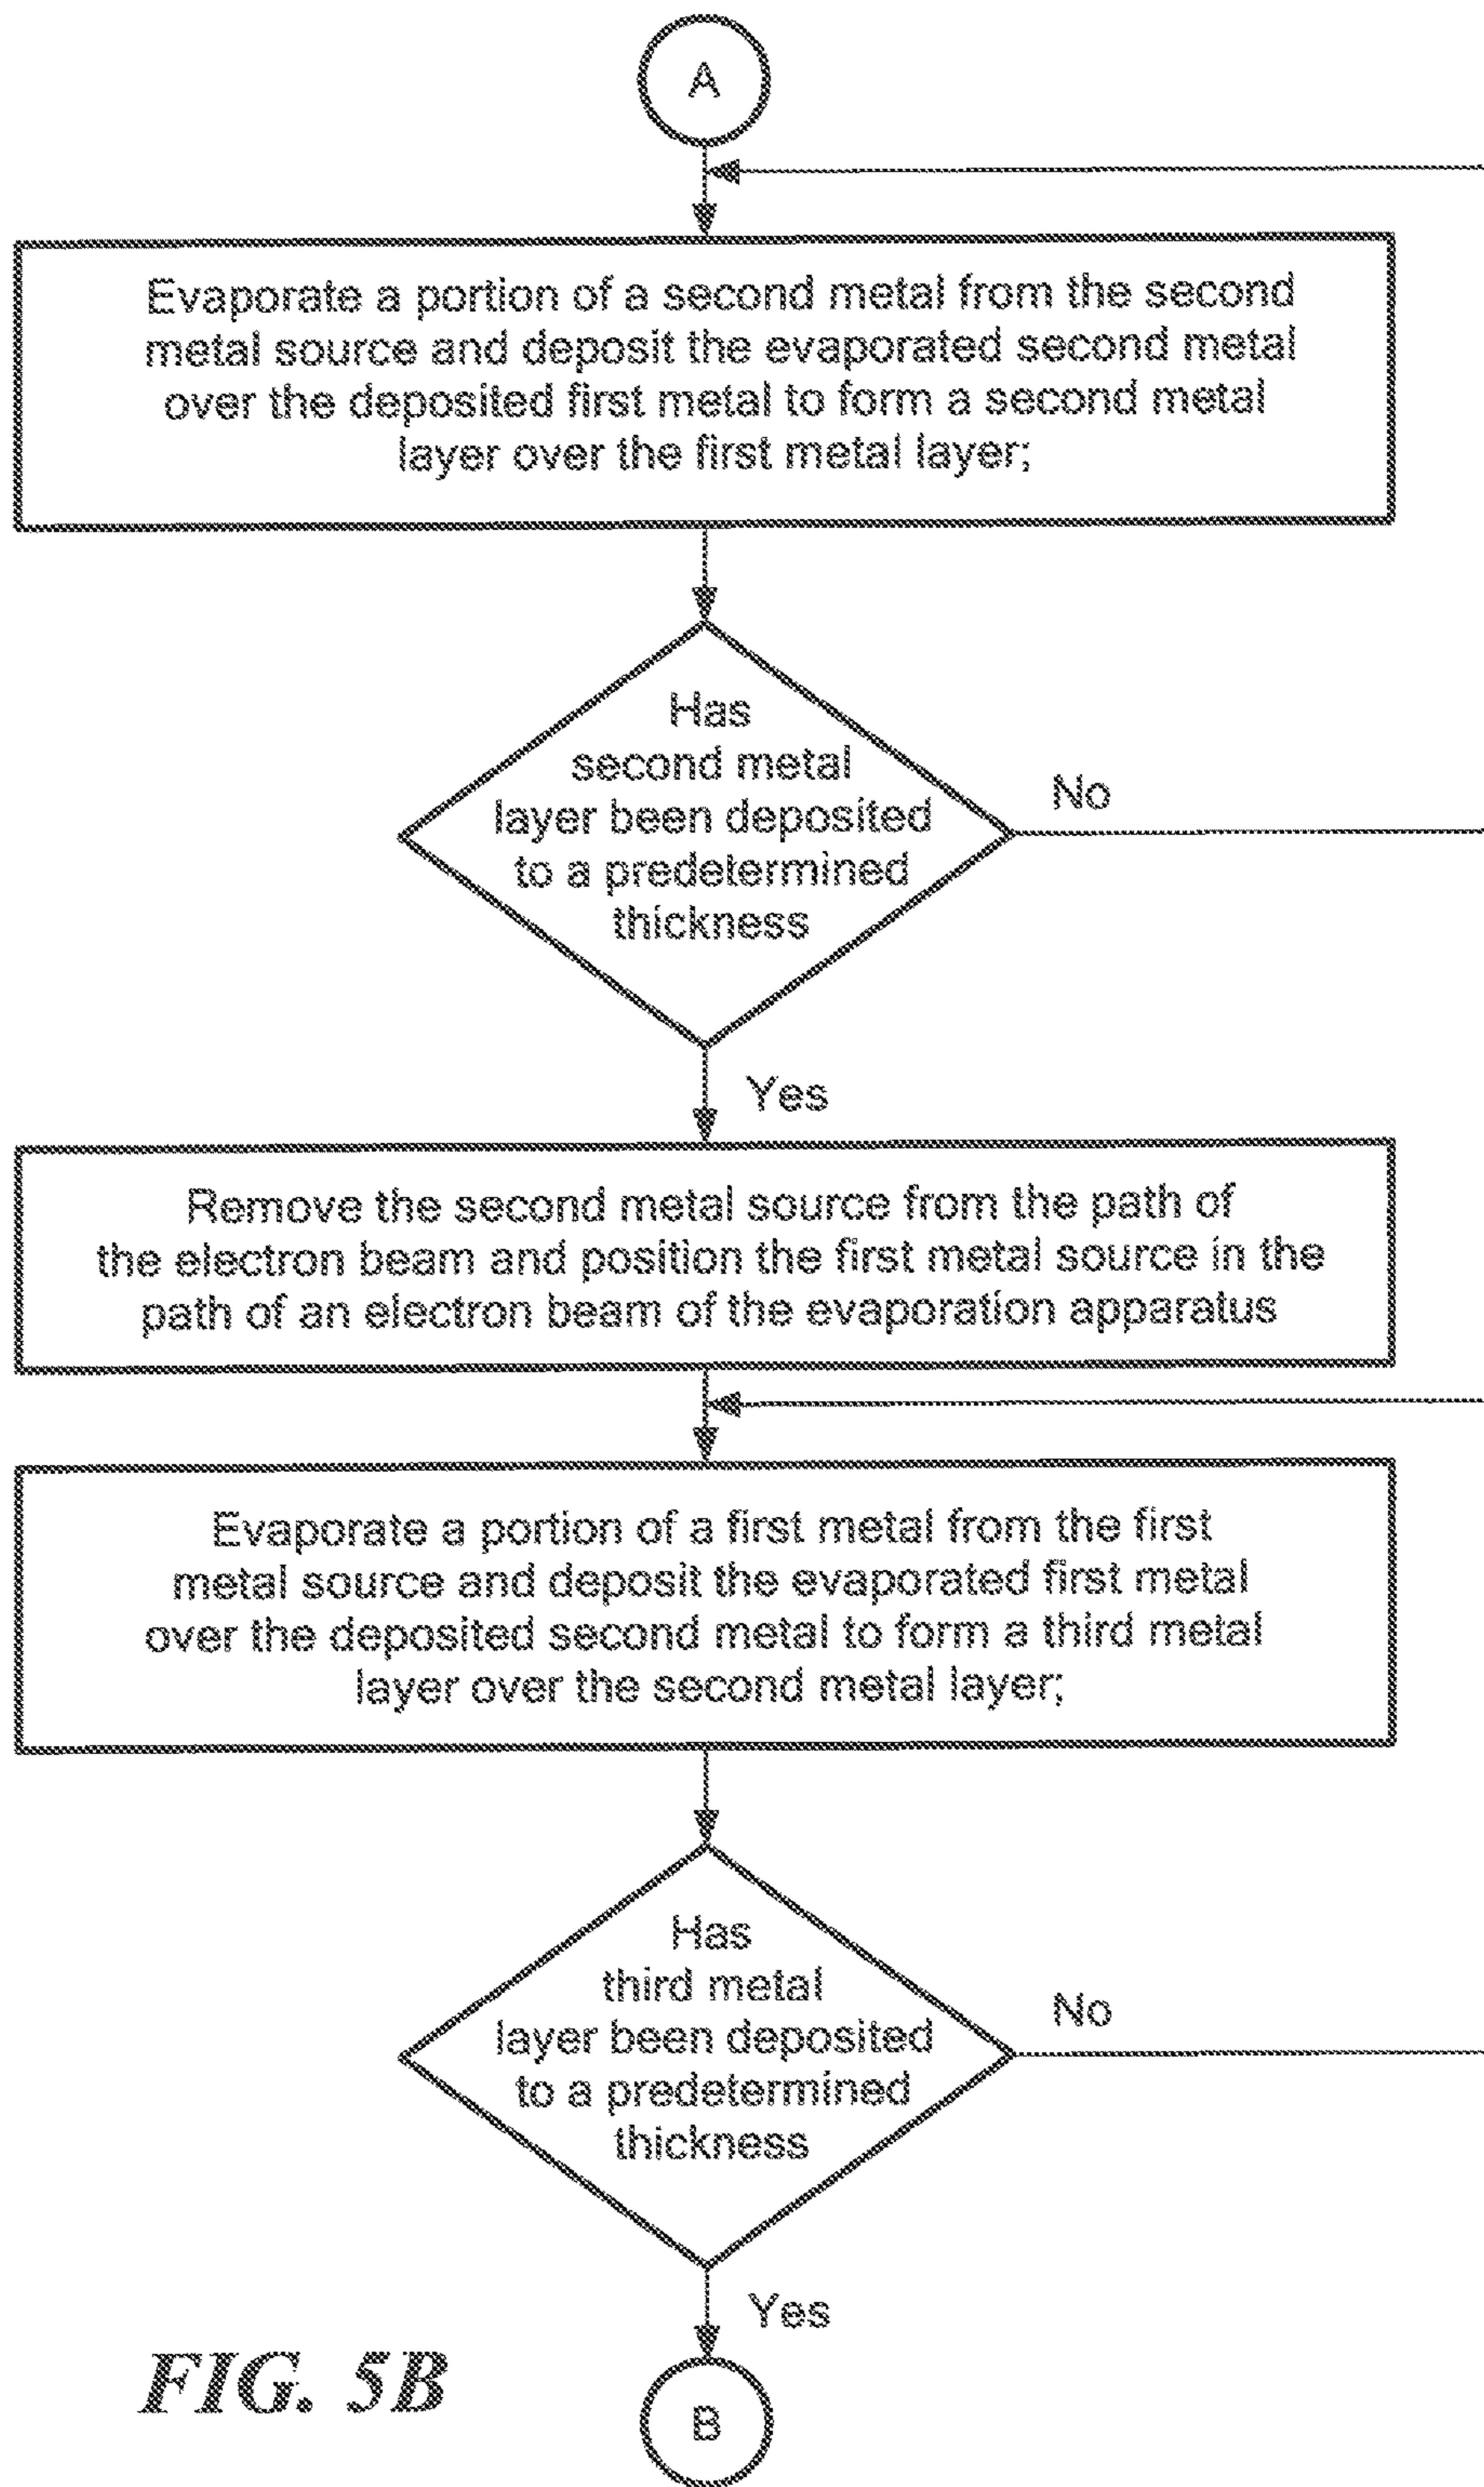 A
Evaporate a portion of a second metal from the second
metal source and deposit the evaporated second metal
over the deposited first metal to form a second metal
layer over the first metal layer;
Has
second metal
layer been deposited
to a predetermined
thickness
No
Yes
Remove the second metal source from the path of
the electron beam and position the first metal source in the
path of an electron beam of the evaporation apparatus
Evaporate a portion of a first metal from the first
metal source and deposit the evaporated first metal
over the deposited second metal to form a third metal
layer over the second metal layer;
Has
third metal
layer been deposited
to a predetermined
thickness
No
Yes
B
FIG. 5B